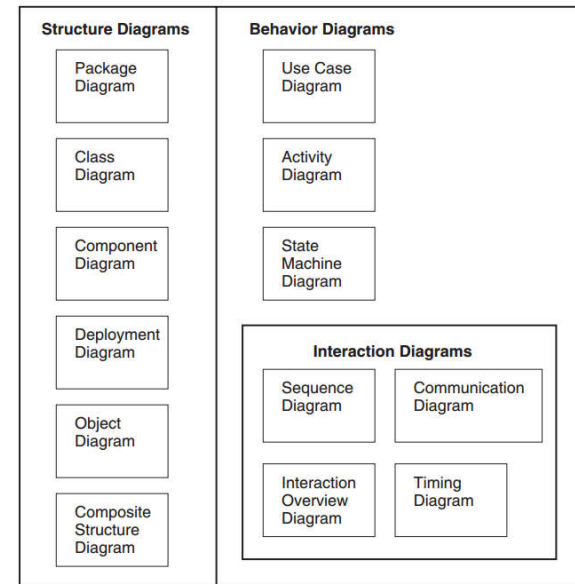 Structure Diagrams
Package
Diagram
Class
Diagram
Component
Diagram
Deployment
Diagram
Object
Diagram
Composite
Structure
Diagram
Behavior Diagrams
Use Case
Diagram
Activity
Diagram
State
Machine
Diagram
Interaction Diagrams
Sequence
Diagram
Communication
Diagram
Interaction
Overview
Diagram
Timing
Diagram